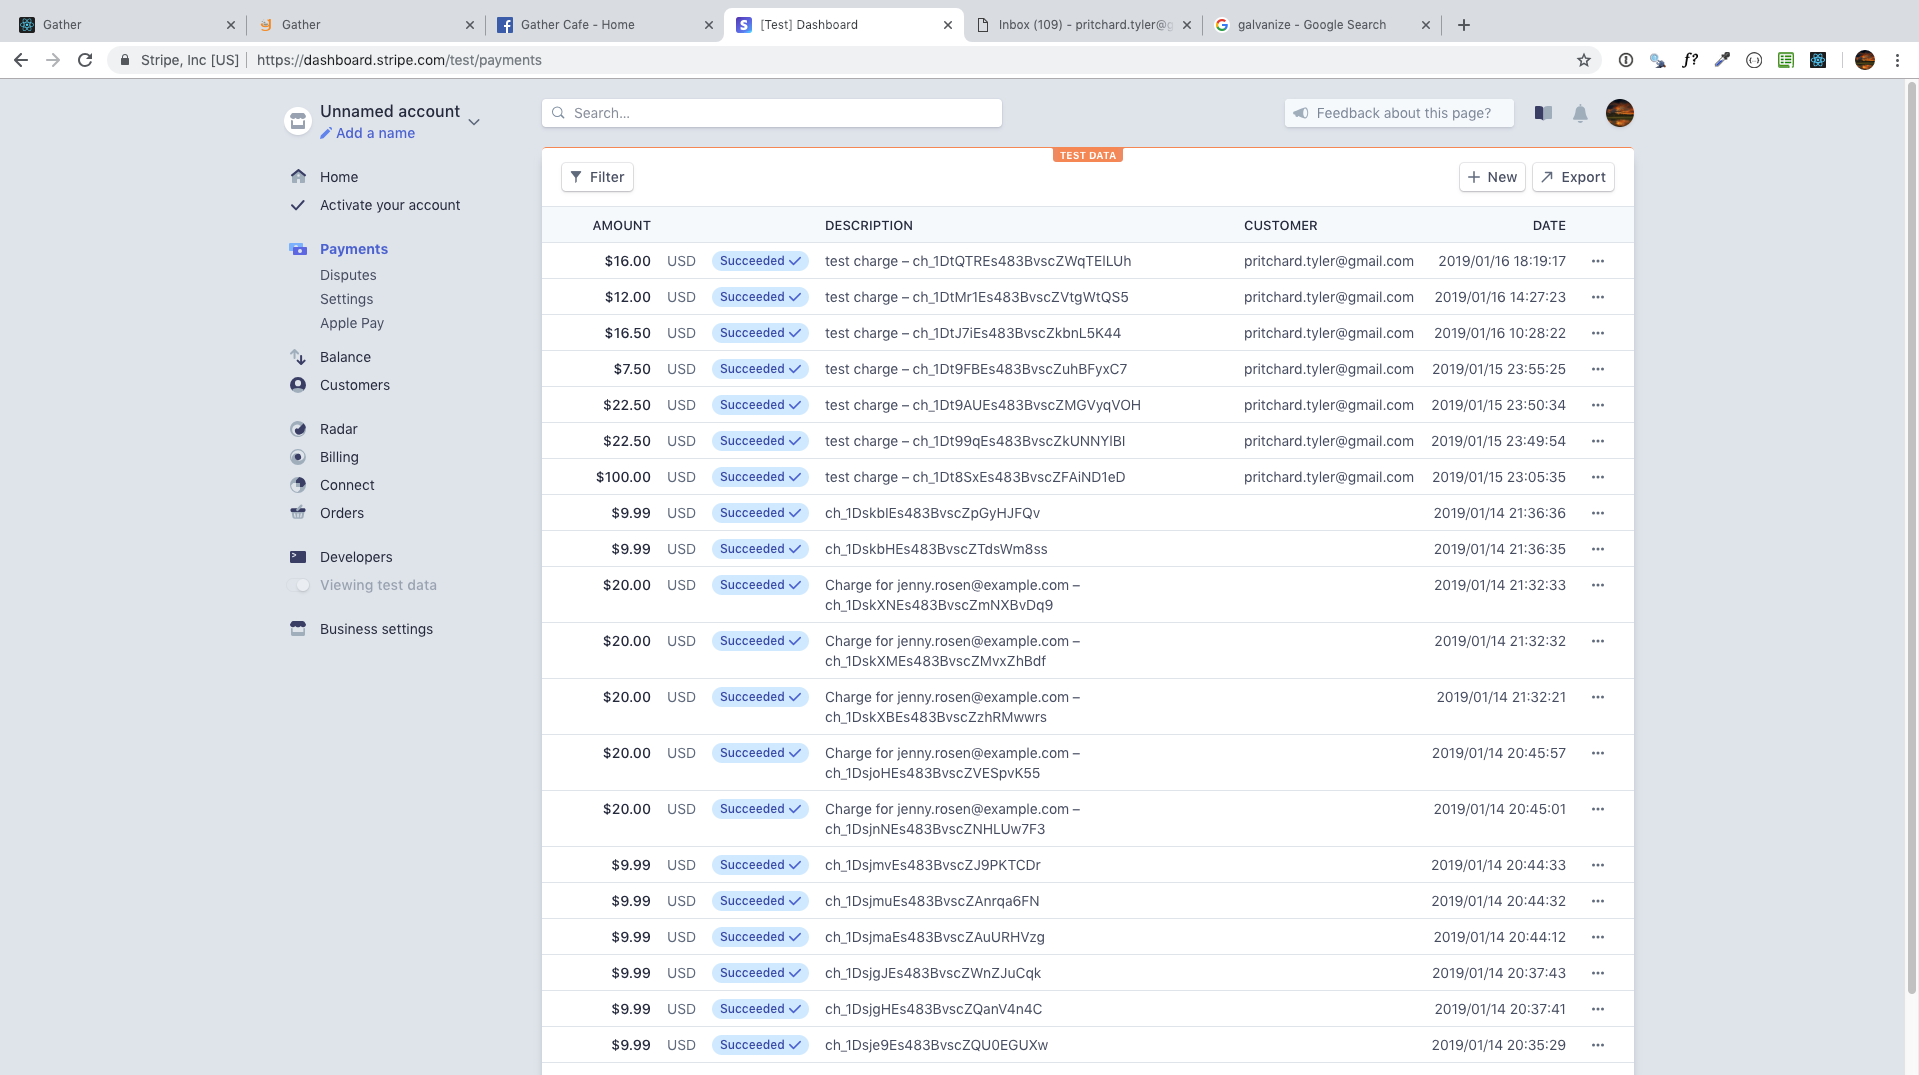 Gather
Gather
Gather Cafe - Home
[Test] Dashboard
Inbox (109) - pritchard.tyler@g
galvanize - Google Search
Stripe, Inc [US]
https://dashboard.stripe.com/test/payments
f?
Unnamed account
Add a name
Search...
Feedback about this page?
Home
Activate your account
Payments
Disputes
Settings
Apple Pay
Balance
Customers
Radar
Billing
Connect
Orders
Developers
Viewing test data
Business settings
TEST DATA
Filter
New
Export
AMOUNT DESCRIPTION CUSTOMER DATE
$16.00 USD Succeeded test charge – ch_1DtQTREs483BvscZWqTElLUh pritchard.tyler@gmail.com 2019/01/16 18:19:17
$12.00 USD Succeeded test charge – ch_1DtMr1Es483BvscZVtgWtQS5 pritchard.tyler@gmail.com 2019/01/16 14:27:23
$16.50 USD Succeeded test charge – ch_1DtJ7iEs483BvscZkbnL5K44 pritchard.tyler@gmail.com 2019/01/16 10:28:22
$7.50 USD Succeeded test charge – ch_1Dt9FBEs483BvscZuhBFyxC7 pritchard.tyler@gmail.com 2019/01/15 23:55:25
$22.50 USD Succeeded test charge – ch_1Dt9AUEs483BvscZMGVyqVOH pritchard.tyler@gmail.com 2019/01/15 23:50:34
$22.50 USD Succeeded test charge – ch_1Dt99qEs483BvscZkUNNYlBI pritchard.tyler@gmail.com 2019/01/15 23:49:54
$100.00 USD Succeeded test charge – ch_1Dt8SxEs483BvscZFAiND1eD pritchard.tyler@gmail.com 2019/01/15 23:05:35
$9.99 USD Succeeded ch_1DskbIEs483BvscZpGyHJFQv 2019/01/14 21:36:36
$9.99 USD Succeeded ch_1DskbHEs483BvscZTdsWm8ss 2019/01/14 21:36:35
$20.00 USD Succeeded Charge for jenny.rosen@example.com – 2019/01/14 21:32:33
ch_1DskXNEs483BvscZmNXBvDq9
$20.00 USD Succeeded Charge for jenny.rosen@example.com – 2019/01/14 21:32:32
ch_1DskXMEs483BvscZMvxZhBdf
$20.00 USD Succeeded Charge for jenny.rosen@example.com – 2019/01/14 21:32:21
ch_1DskXBEs483BvscZzhRMwwrs
$20.00 USD Succeeded Charge for jenny.rosen@example.com – 2019/01/14 20:45:57
ch_1DsjoHEs483BvscZVESpvK55
$20.00 USD Succeeded Charge for jenny.rosen@example.com – 2019/01/14 20:45:01
ch_1DsjnNEs483BvscZNHLUw7F3
$9.99 USD Succeeded ch_1DsjmvEs483BvscZJ9PKTCDr 2019/01/14 20:44:33
$9.99 USD Succeeded ch_1DsjmuEs483BvscZAnrqa6FN 2019/01/14 20:44:32
$9.99 USD Succeeded ch_1DsjmaEs483BvscZAuURHVzg 2019/01/14 20:44:12
$9.99 USD Succeeded ch_1DsjgJEs483BvscZWnZJuCqk 2019/01/14 20:37:43
$9.99 USD Succeeded ch_1DsjgHEs483BvscZQanV4n4C 2019/01/14 20:37:41
$9.99 USD Succeeded ch_1Dsje9Es483BvscZQU0EGUXw 2019/01/14 20:35:29